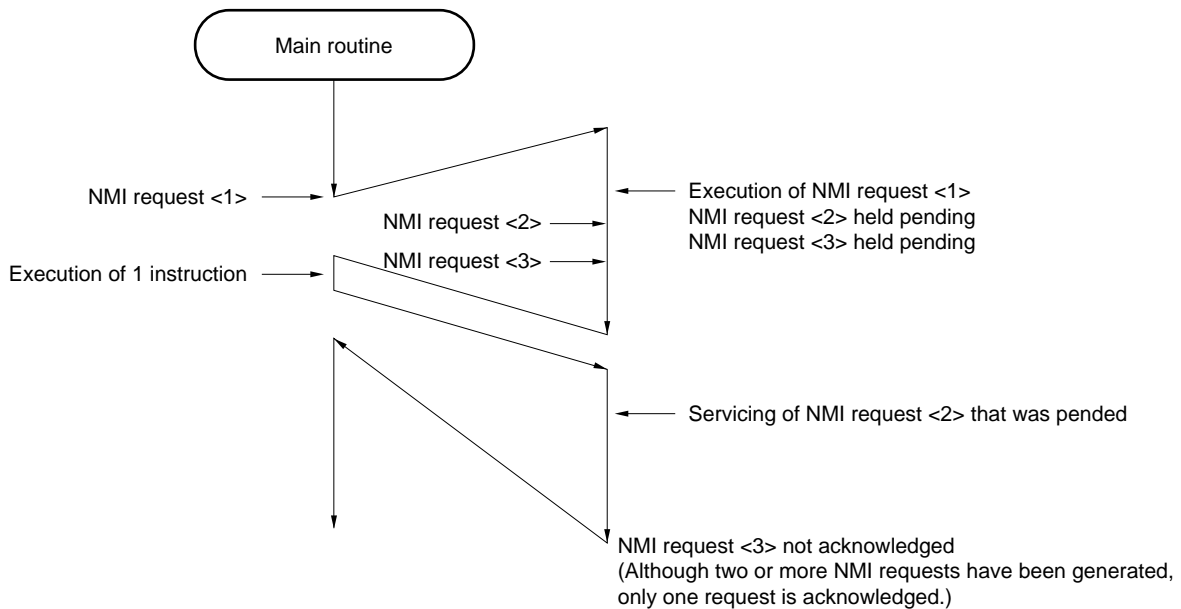 Main routine
NMI request <1>
Execution of NMI request <1>
NMI request <2> held pending
NMI request <3> held pending
NMI request <2>
NMI request <3>
Execution of 1 instruction
Servicing of NMI request <2> that was pended
NMI request <3> not acknowledged
(Although two or more NMI requests have been generated,
only one request is acknowledged.)